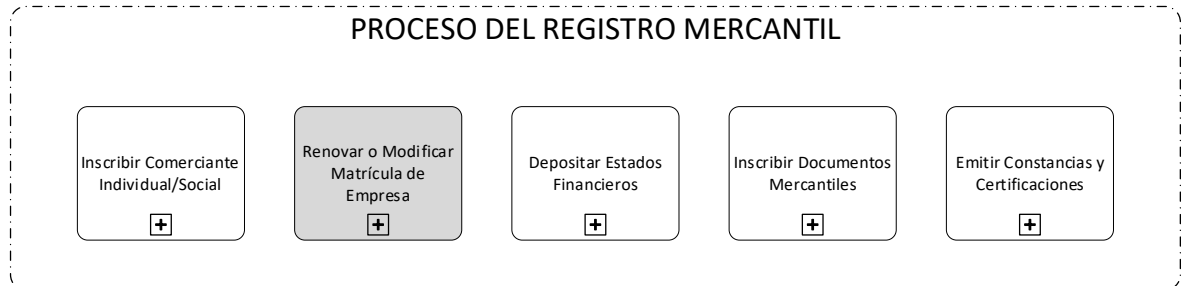 PROCESO DEL REGISTRO MERCANTIL
Inscribir Comerciante
Individual/Social
Renovar o Modificar
Matrícula de
Empresa
Depositar Estados
Financieros
Inscribir Documentos
Mercantiles
Emitir Constancias y
Certificaciones